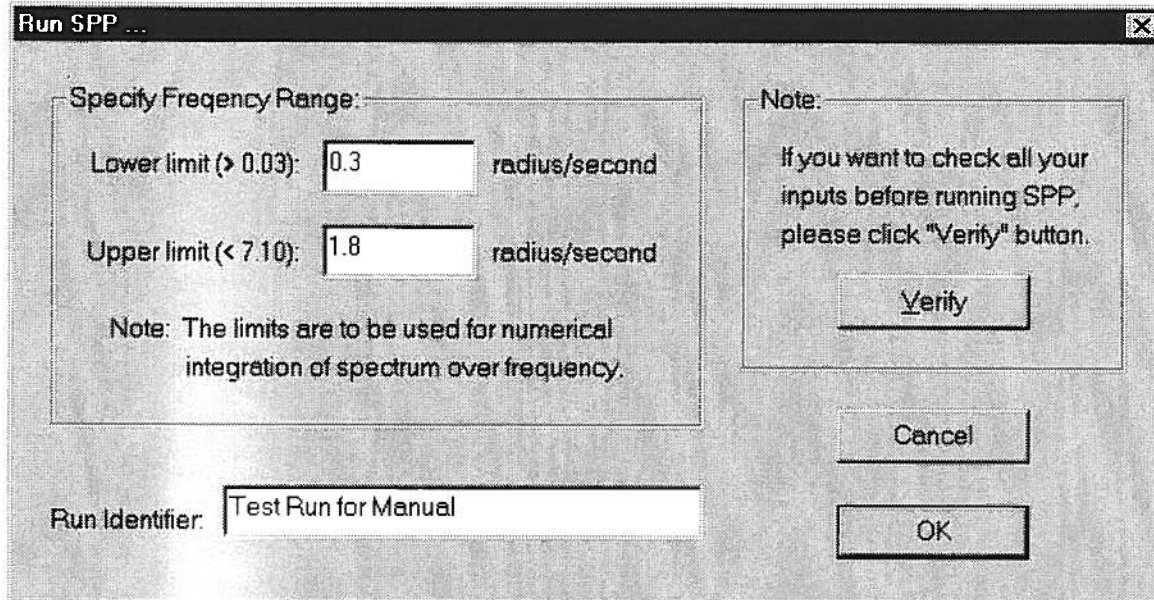 Run SPP ...
Specify Freqency Range:
Lower limit (> 0.03): 0.3 radius/second
Upper limit (< 7.10): 1.8 radius/second
Note: The limits are to be used for numerical
integration of spectrum over frequency.
Run Identifier: Test Run for Manual
Note:
If you want to check all your
inputs before running SPP,
please click "Verify" button.
Verify
Cancel
OK